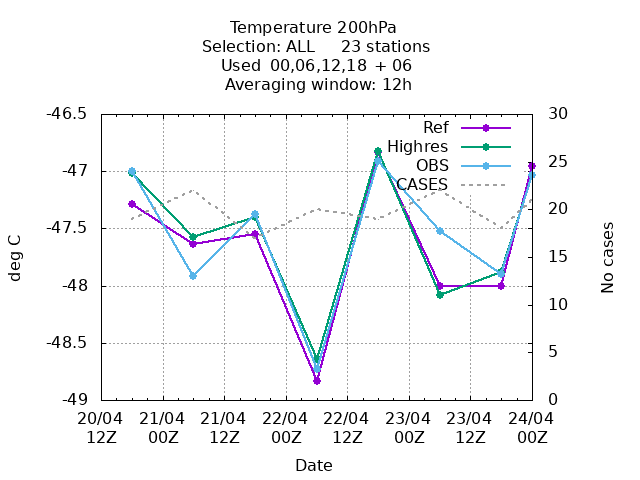 Temperature 200hPa
Selection: ALL 23 stations
Used 00,06,12,18 + 06
Averaging window: 12h
-46.5 30
Ref
Highres
OBS
CASES
-47
-47.5
-48
-48.5
-49
25
20
15
10
5
0
deg C
No cases
20/04 21/04 21/04 22/04 22/04 23/04 23/04 24/04
12Z 00Z 12Z 00Z 12Z 00Z 12Z 00Z
Date